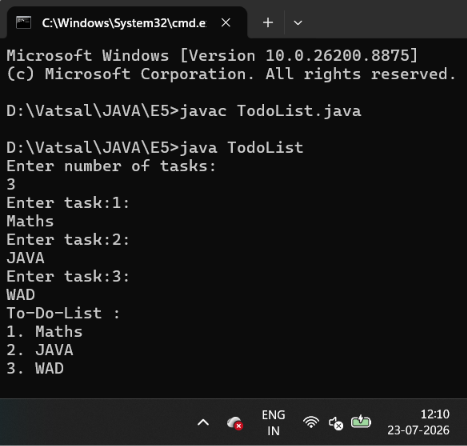 C:\Windows\System32\cmd.e
Microsoft Windows [Version 10.0.26200.8875]
(c) Microsoft Corporation. All rights reserved.
D:\Vatsal\JAVA\E5>javac TodoList.java
D:\Vatsal\JAVA\E5>java TodoList
Enter number of tasks:
3
Enter task:1:
Maths
Enter task:2:
JAVA
Enter task:3:
WAD
To-Do-List :
1. Maths
2. JAVA
3. WAD
ENG
IN
12:10
23-07-2026